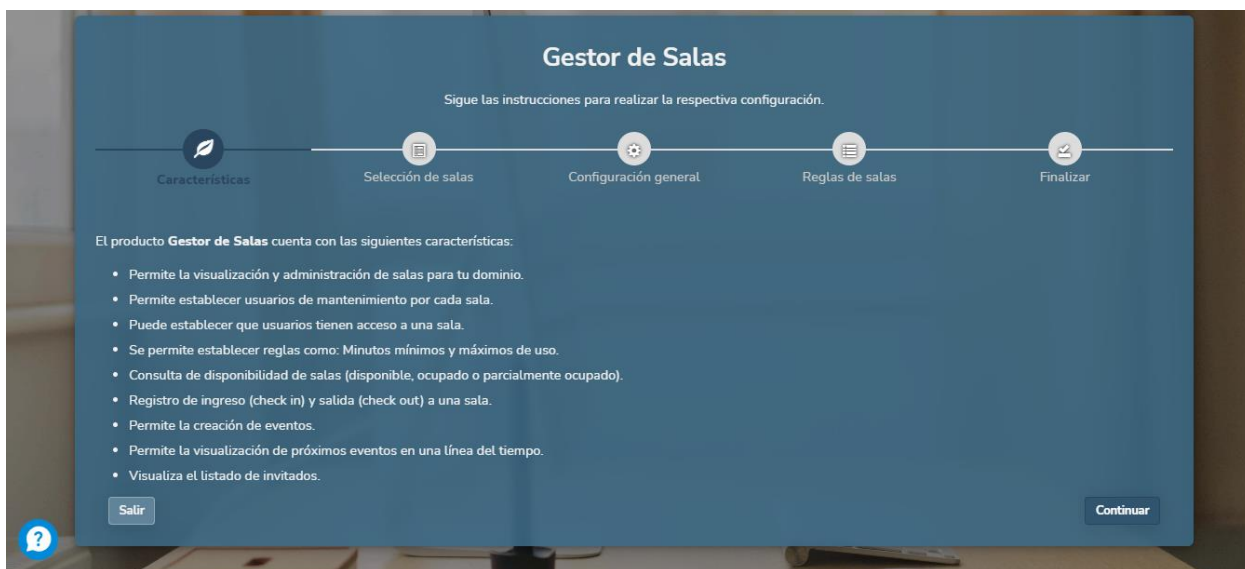 Gestor de Salas
Sigue las instrucciones para realizar la respectiva configuración.
Características
Selección de salas
Configuración general
Reglas de salas
Finalizar
El producto Gestor de Salas cuenta con las siguientes características:
• Permite la visualización y administración de salas para tu dominio.
• Permite establecer usuarios de mantenimiento por cada sala.
• Puede establecer que usuarios tienen acceso a una sala.
• Se permite establecer reglas como: Minutos mínimos y máximos de uso.
• Consulta de disponibilidad de salas (disponible, ocupado o parcialmente ocupado).
• Registro de ingreso (check in) y salida (check out) a una sala.
• Permite la creación de eventos.
• Permite la visualización de próximos eventos en una línea del tiempo.
• Visualiza el listado de invitados.
Salir
Continuar
?